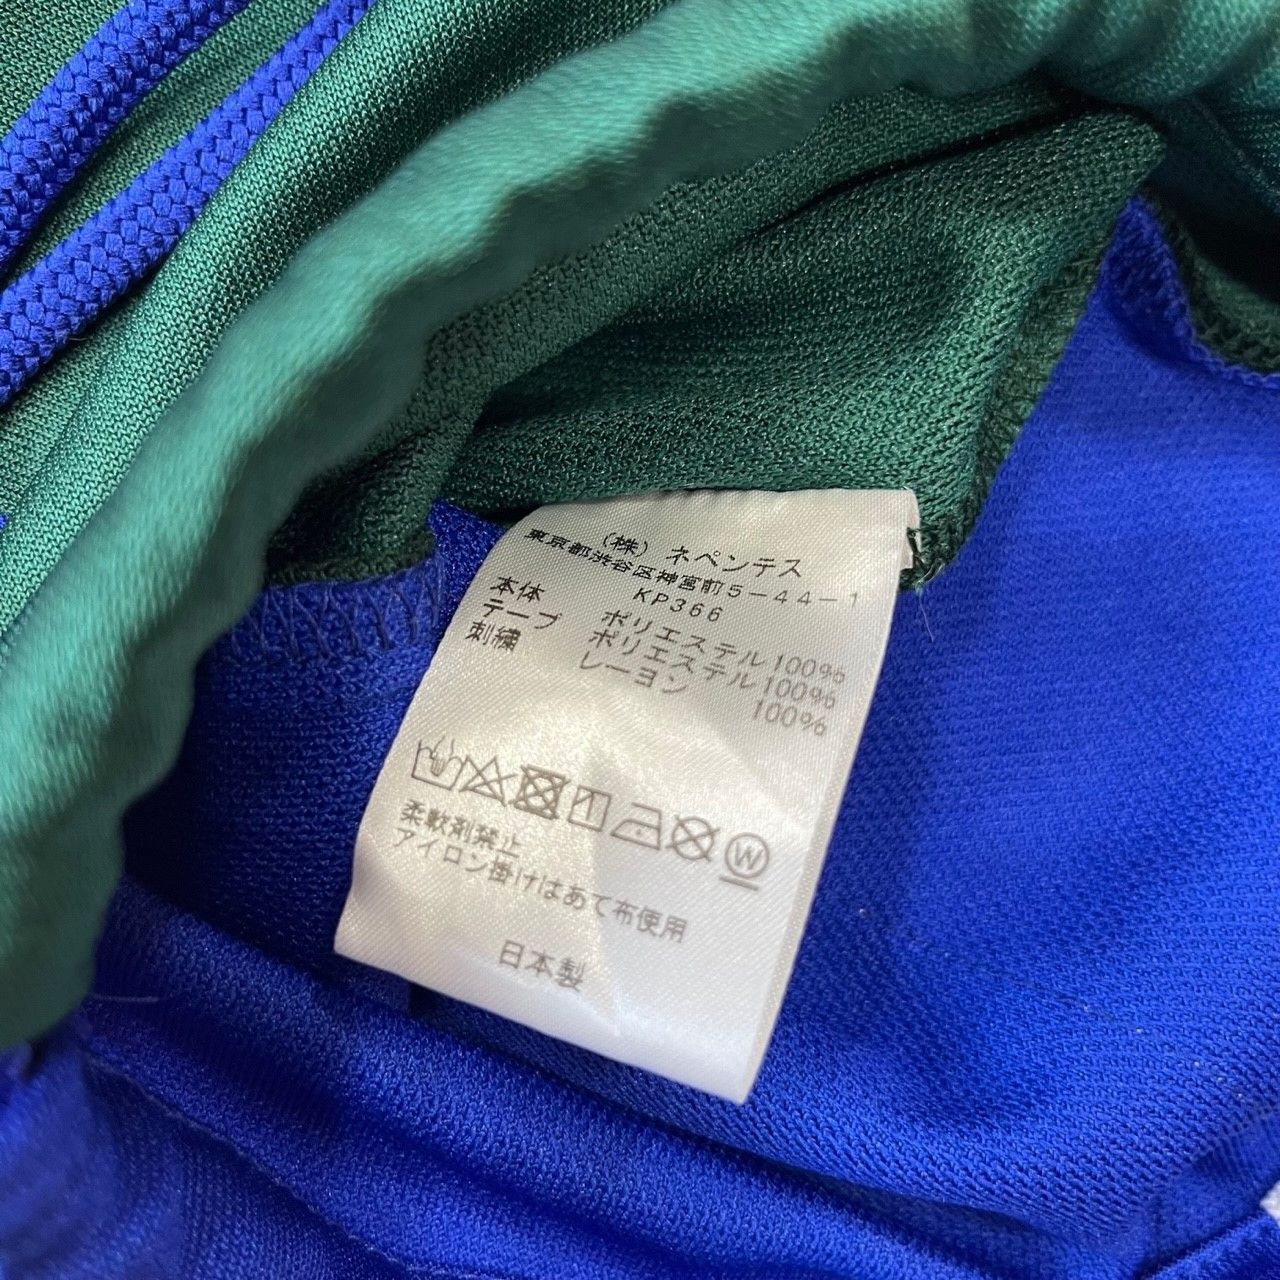 (株) ネペンテス
東京都渋谷区神宮前5-44-1
KP366
本体 ポリエステル100%
テープ ポリエステル100%
刺繍 レーヨン 100%
W
柔軟剤禁止
アイロン掛けはあて布使用
日本製